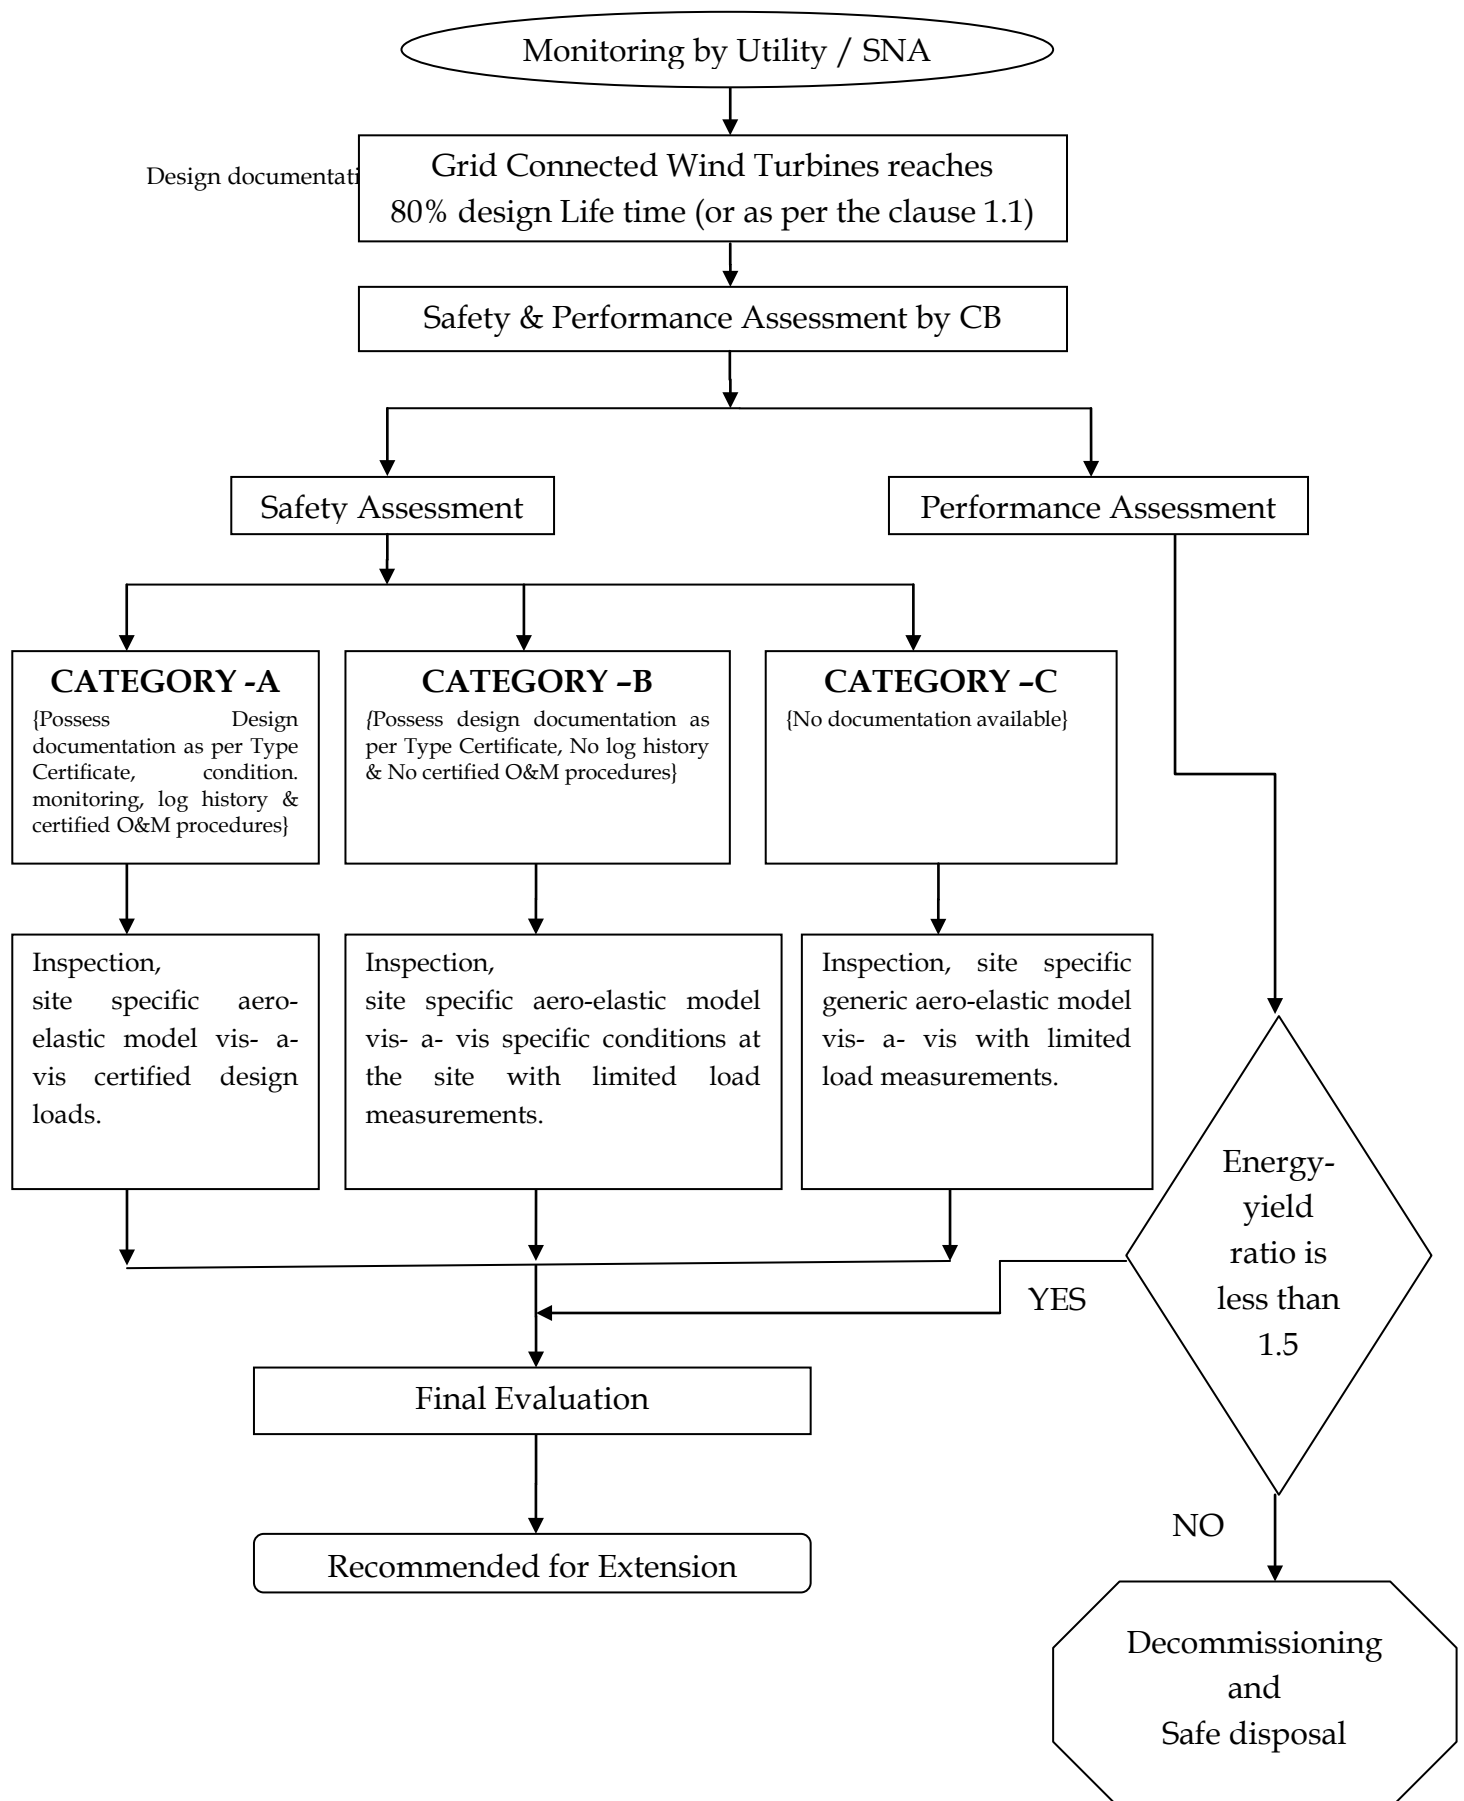 Monitoring by Utility / SNA
Design documentati
Grid Connected Wind Turbines reaches
80% design Life time (or as per the clause 1.1)
Safety & Performance Assessment by CB
Safety Assessment
Performance Assessment
CATEGORY -A
{Possess Design
documentation as per Type
Certificate, condition.
monitoring, log history &
certified O&M procedures}
CATEGORY –B
{Possess design documentation as
per Type Certificate, No log history
& No certified O&M procedures}
CATEGORY –C
{No documentation available}
Inspection,
site specific aero-
elastic model vis- a-
vis certified design
loads.
Inspection,
site specific aero-elastic model
vis- a- vis specific conditions at
the site with limited load
measurements.
Inspection, site specific
generic aero-elastic model
vis- a- vis with limited
load measurements.
Energy-
yield
ratio is
less than
1.5
YES
Final Evaluation
NO
Recommended for Extension
Decommissioning
and
Safe disposal